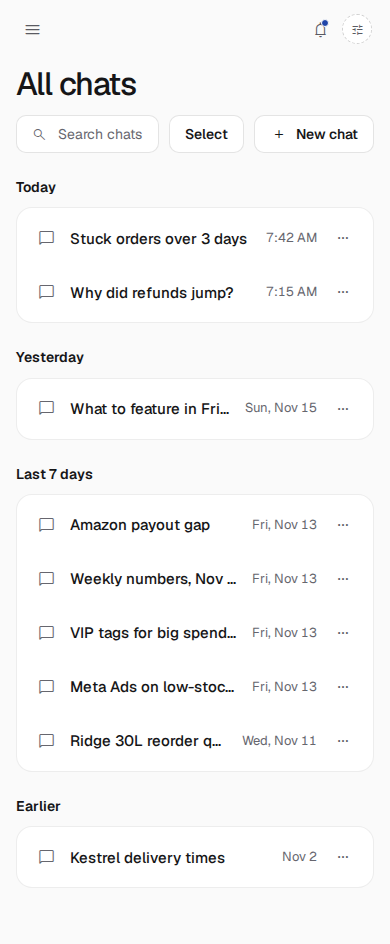 All chats
Search chats
Select
+ New chat
Today
Stuck orders over 3 days 7:42 AM ...
Why did refunds jump? 7:15 AM ...
Yesterday
What to feature in Fri... Sun, Nov 15 ...
Last 7 days
Amazon payout gap Fri, Nov 13 ...
Weekly numbers, Nov ... Fri, Nov 13 ...
VIP tags for big spend... Fri, Nov 13 ...
Meta Ads on low-stoc... Fri, Nov 13 ...
Ridge 30L reorder q... Wed, Nov 11 ...
Earlier
Kestrel delivery times Nov 2 ...